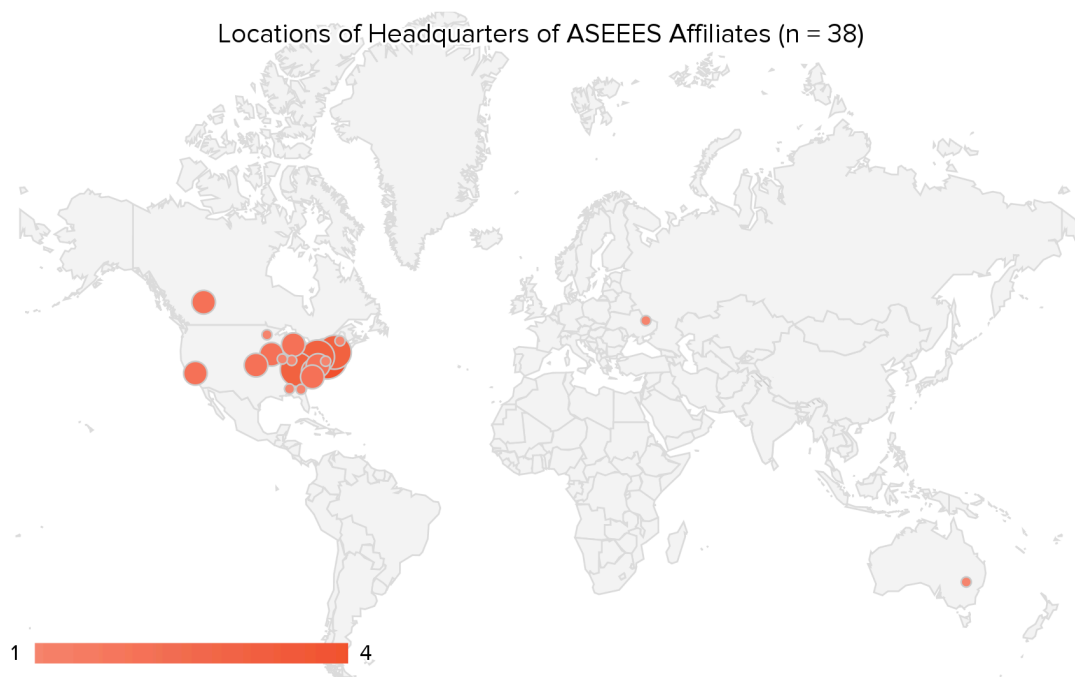 Locations of Headquarters of ASEEES Affiliates (n = 38)
1 4